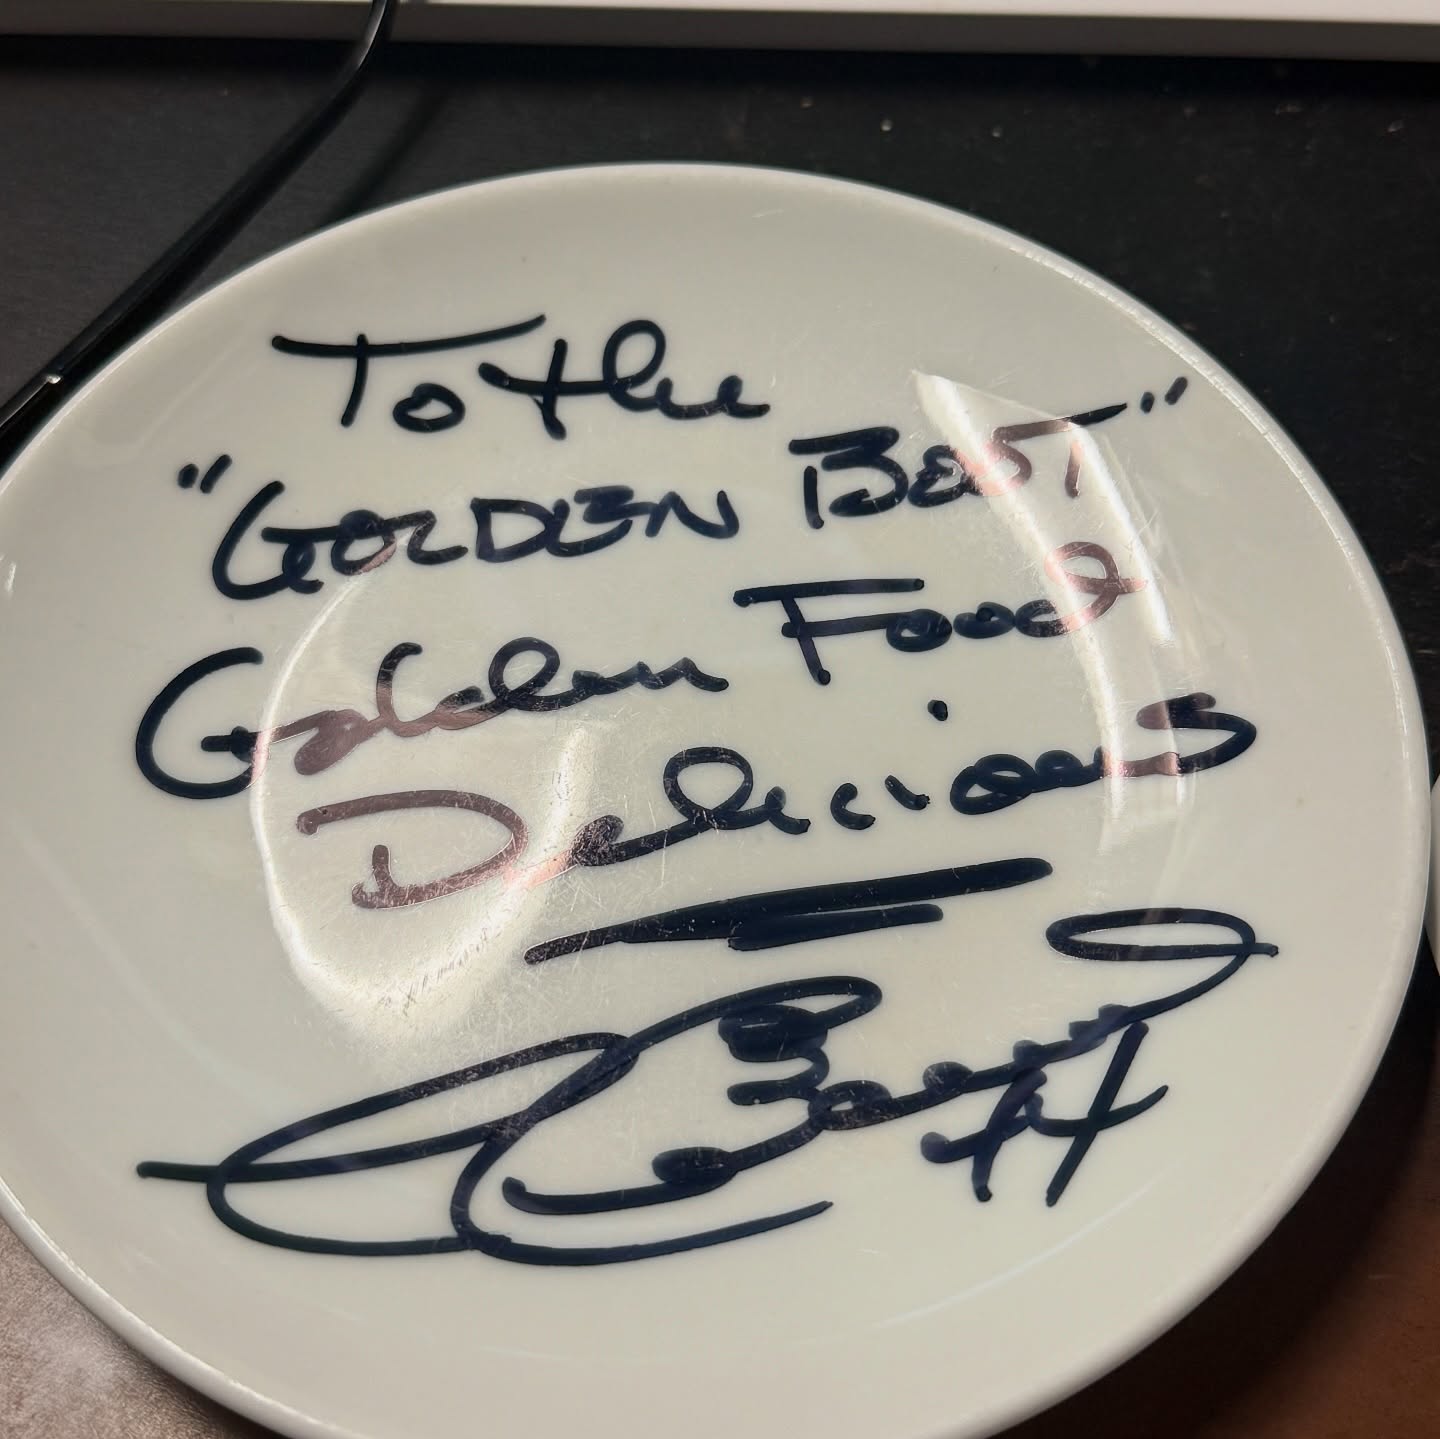 To the
"GOLDEN BEST"
Golden Food
Delicious